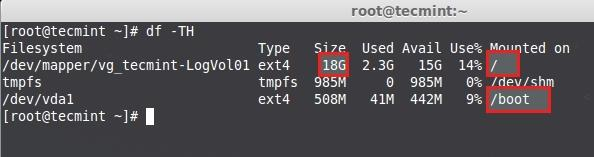 root@tecmint:~
[root@tecmint ~]# df -TH
Filesystem Type Size Used Avail Use% Mounted on
/dev/mapper/vg_tecmint-LogVol01 ext4 18G 2.3G 15G 14% /
tmpfs tmpfs 985M 0 985M 0% /dev/shm
/dev/vda1 ext4 508M 41M 442M 9% /boot
[root@tecmint ~]#